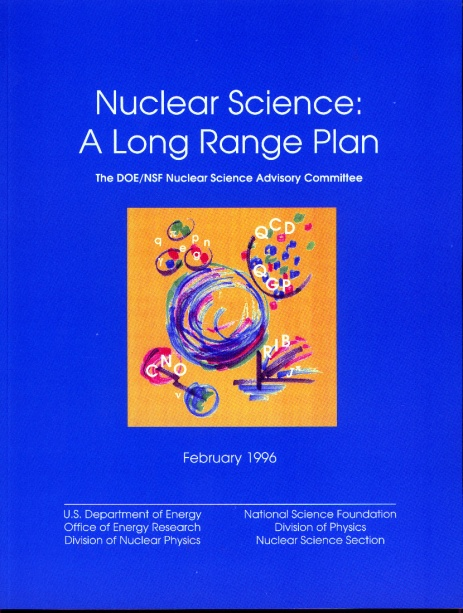 Nuclear Science:
A Long Range Plan
The DOE/NSF Nuclear Science Advisory Committee
QCD
q
e p n
g
QGP
RIB
CNO
J
ν
February 1996
U.S. Department of Energy
Office of Energy Research
Division of Nuclear Physics
National Science Foundation
Division of Physics
Nuclear Science Section